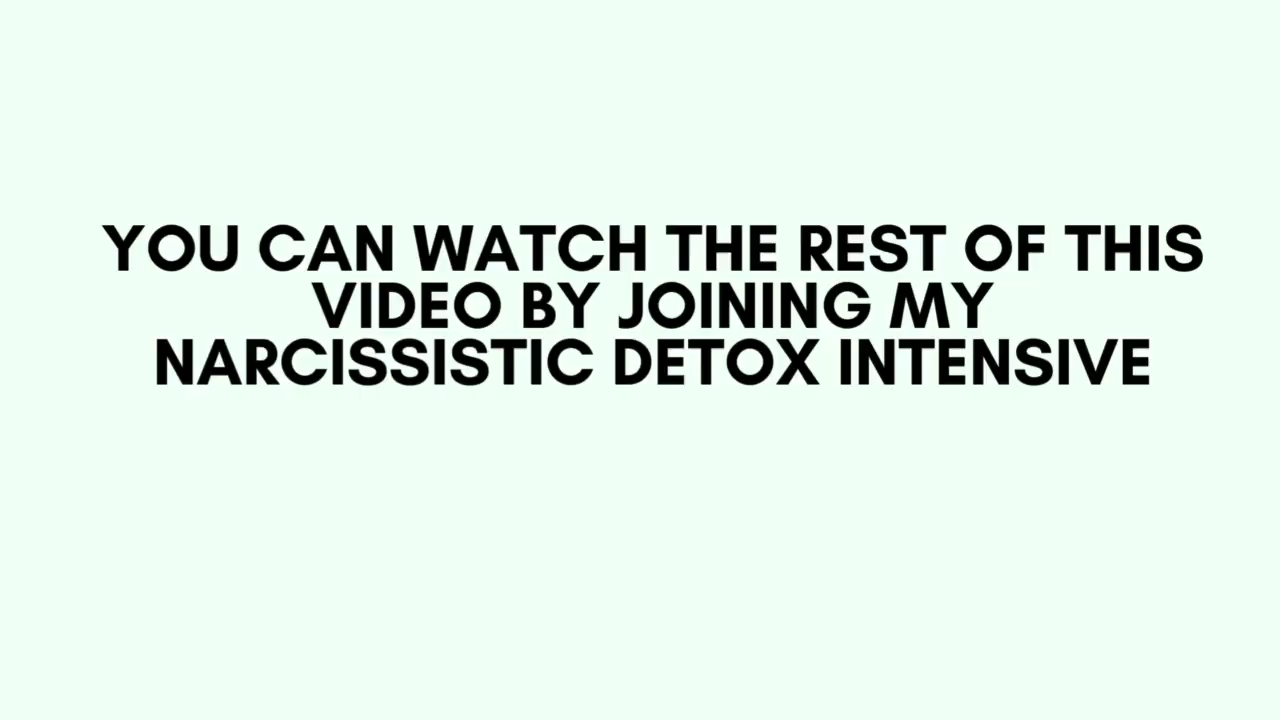 YOU CAN WATCH THE REST OF THIS
VIDEO BY JOINING MY
NARCISSISTIC DETOX INTENSIVE